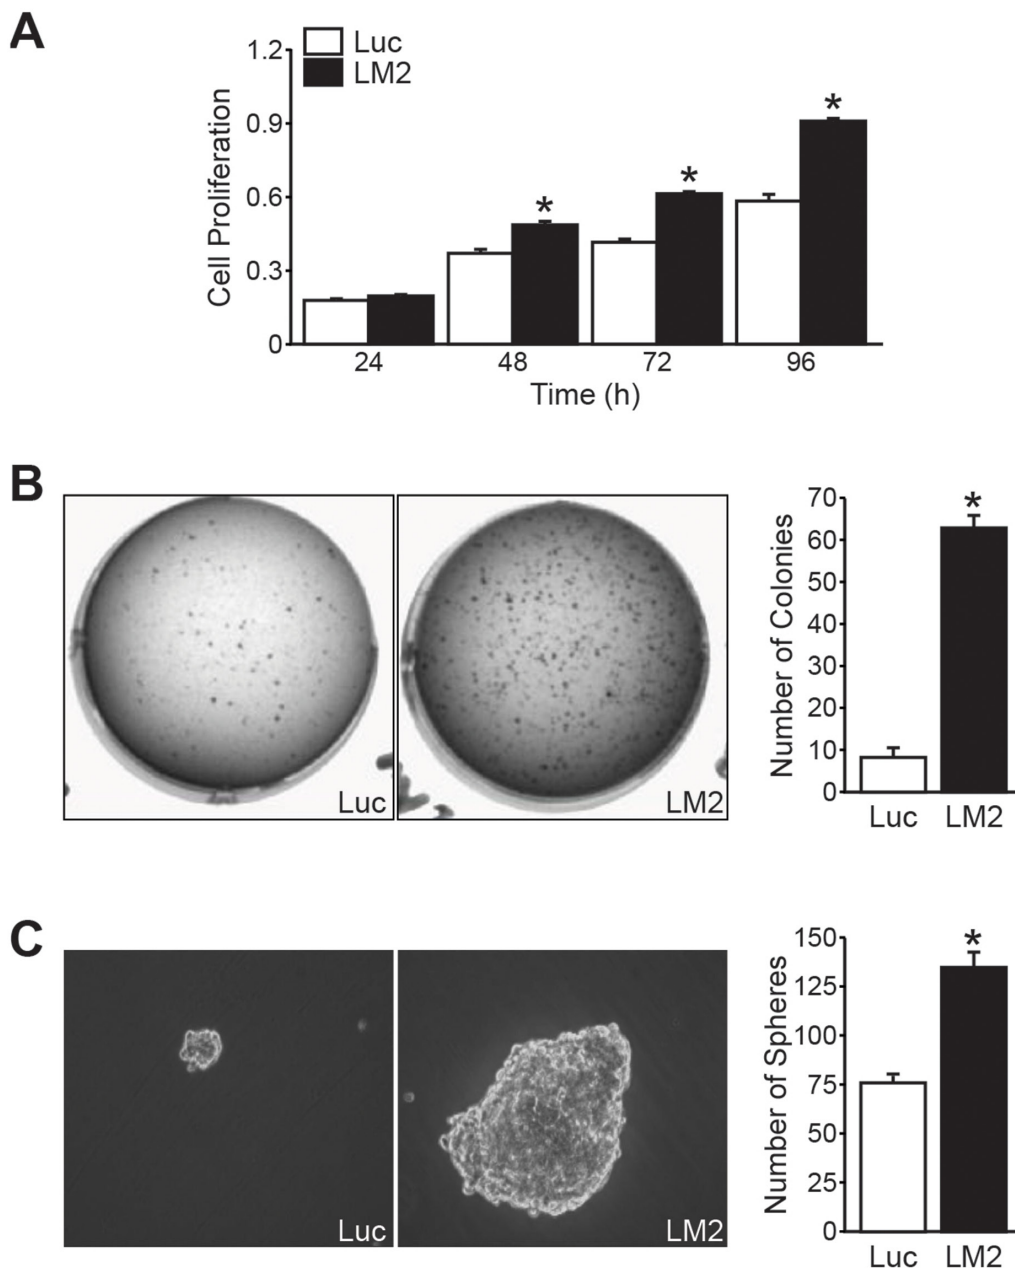 A
Luc
LM2
Cell Proliferation
1.2
0.9
0.6
0.3
0
*
*
*
24 48 72 96
Time (h)
B
Luc
LM2
Number of Colonies
70
60
50
40
30
20
10
0
*
Luc LM2
C
Luc
LM2
Number of Spheres
150
125
100
75
50
25
0
*
Luc LM2